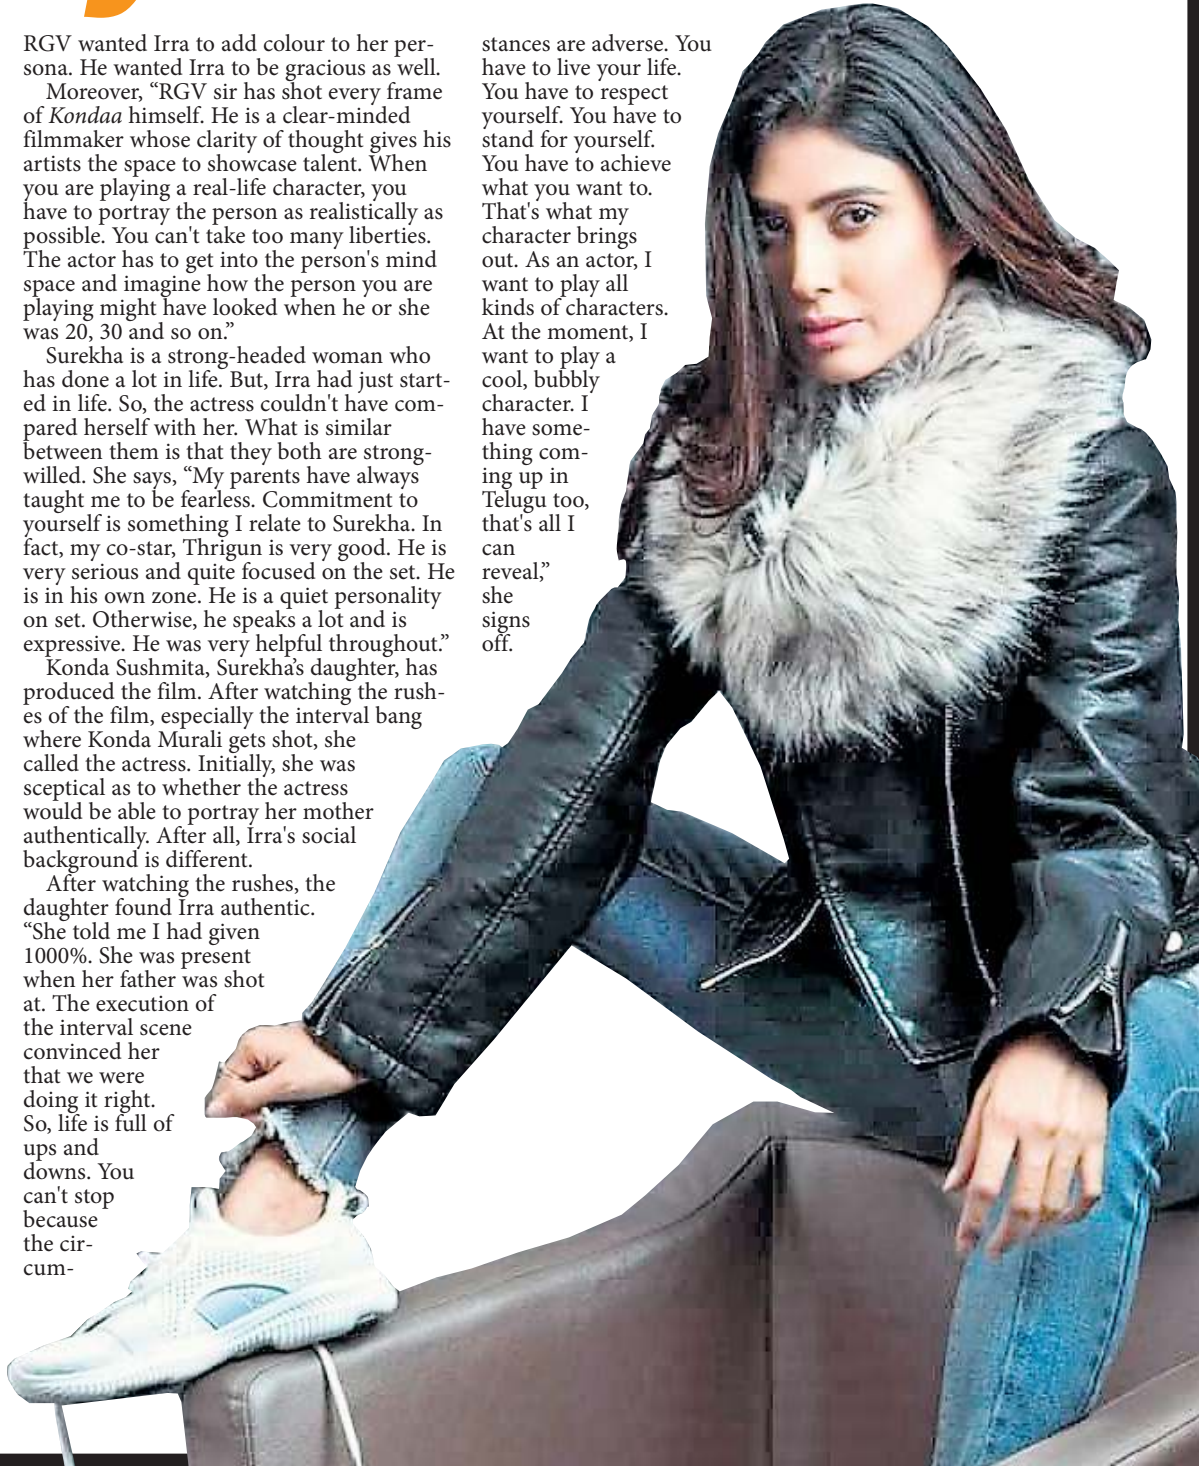 RGV wanted Irra to add colour to her per-
sona. He wanted Irra to be gracious as well.
Moreover, “RGV sir has shot every frame
of Kondaa himself. He is a clear-minded
filmmaker whose clarity of thought gives his
artists the space to showcase talent. When
you are playing a real-life character, you
have to portray the person as realistically as
possible. You can't take too many liberties.
The actor has to get into the person's mind
space and imagine how the person you are
playing might have looked when he or she
was 20, 30 and so on.”
Surekha is a strong-headed woman who
has done a lot in life. But, Irra had just start-
ed in life. So, the actress couldn't have com-
pared herself with her. What is similar
between them is that they both are strong-
willed. She says, “My parents have always
taught me to be fearless. Commitment to
yourself is something I relate to Surekha. In
fact, my co-star, Thrigun is very good. He is
very serious and quite focused on the set. He
is in his own zone. He is a quiet personality
on set. Otherwise, he speaks a lot and is
expressive. He was very helpful throughout.”
Konda Sushmita, Surekha’s daughter, has
produced the film. After watching the rush-
es of the film, especially the interval bang
where Konda Murali gets shot, she
called the actress. Initially, she was
sceptical as to whether the actress
would be able to portray her mother
authentically. After all, Irra's social
background is different.
After watching the rushes, the
daughter found Irra authentic.
“She told me I had given
1000%. She was present
when her father was shot
at. The execution of
the interval scene
convinced her
that we were
doing it right.
So, life is full of
ups and
downs. You
can't stop
because
the cir-
cum-
stances are adverse. You
have to live your life.
You have to respect
yourself. You have to
stand for yourself.
You have to achieve
what you want to.
That's what my
character brings
out. As an actor, I
want to play all
kinds of characters.
At the moment, I
want to play a
cool, bubbly
character. I
have some-
thing com-
ing up in
Telugu too,
that's all I
can
reveal,”
she
signs
off.